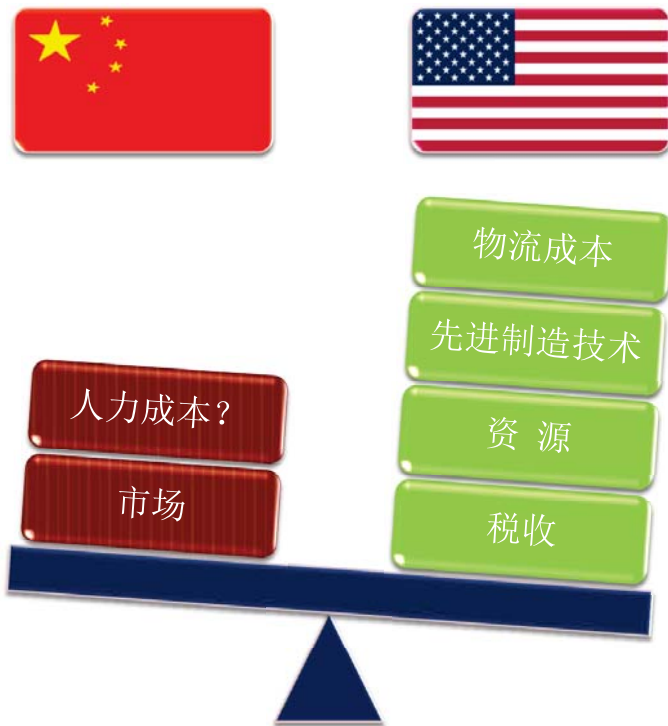 人力成本？
市场
物流成本
先进制造技术
资 源
税收